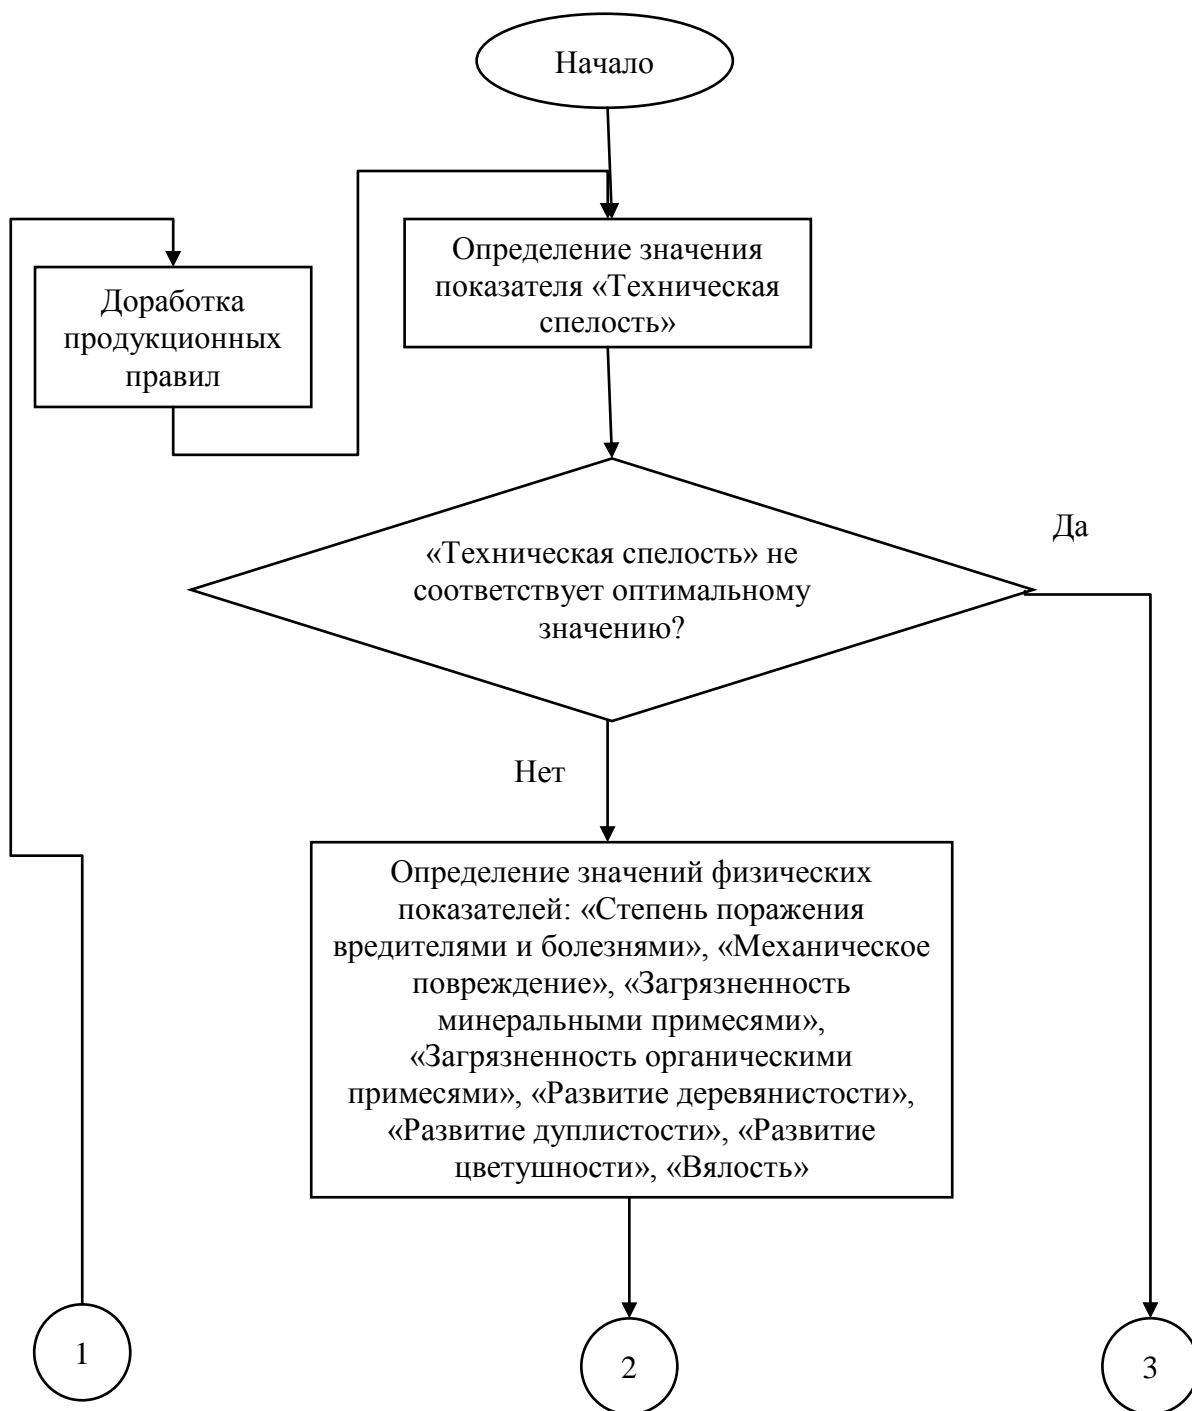 Начало
Определение значения
показателя «Техническая
спелость»
Доработка
продукционных
правил
Да
«Техническая спелость» не
соответствует оптимальному
значению?
Нет
Определение значений физических
показателей: «Степень поражения
вредителями и болезнями», «Механическое
повреждение», «Загрязненность
минеральными примесями»,
«Загрязненность органическими
примесями», «Развитие деревянистости»,
«Развитие дуплистости», «Развитие
цветушности», «Вялость»
1
2
3